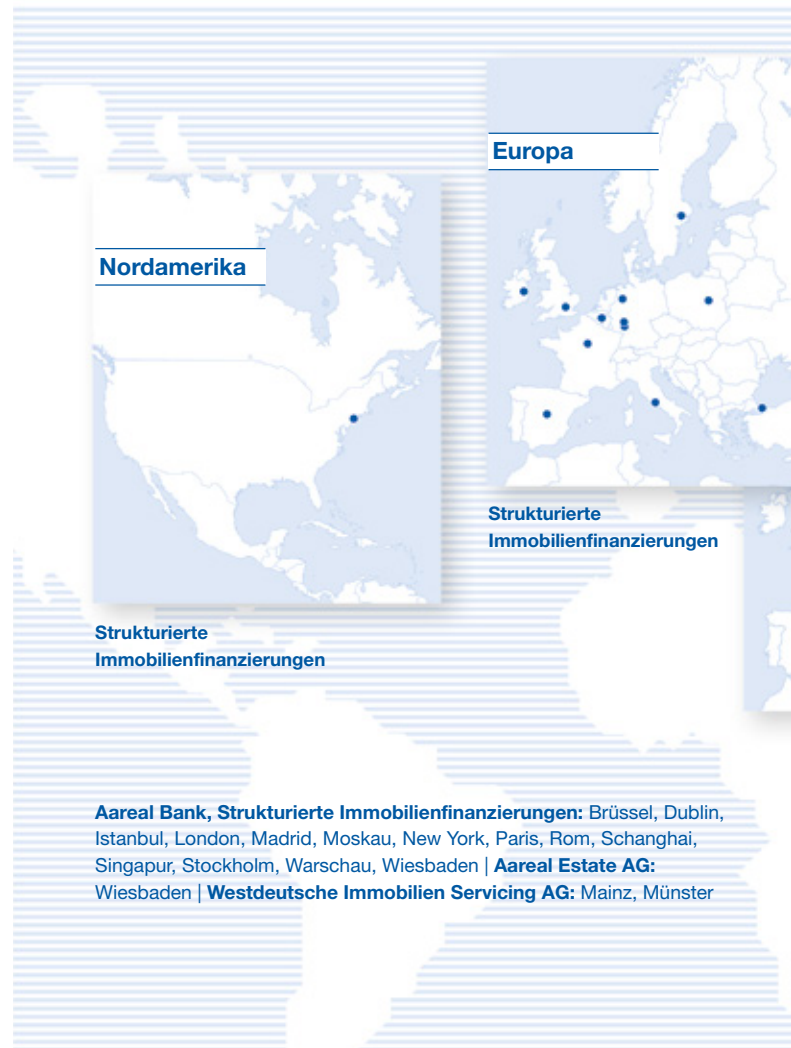 Europa
Nordamerika
Strukturierte
Immobilienfinanzierungen
Strukturierte
Immobilienfinanzierungen
Aareal Bank, Strukturierte Immobilienfinanzierungen: Brüssel, Dublin,
Istanbul, London, Madrid, Moskau, New York, Paris, Rom, Schanghai,
Singapur, Stockholm, Warschau, Wiesbaden | Aareal Estate AG:
Wiesbaden | Westdeutsche Immobilien Servicing AG: Mainz, Münster